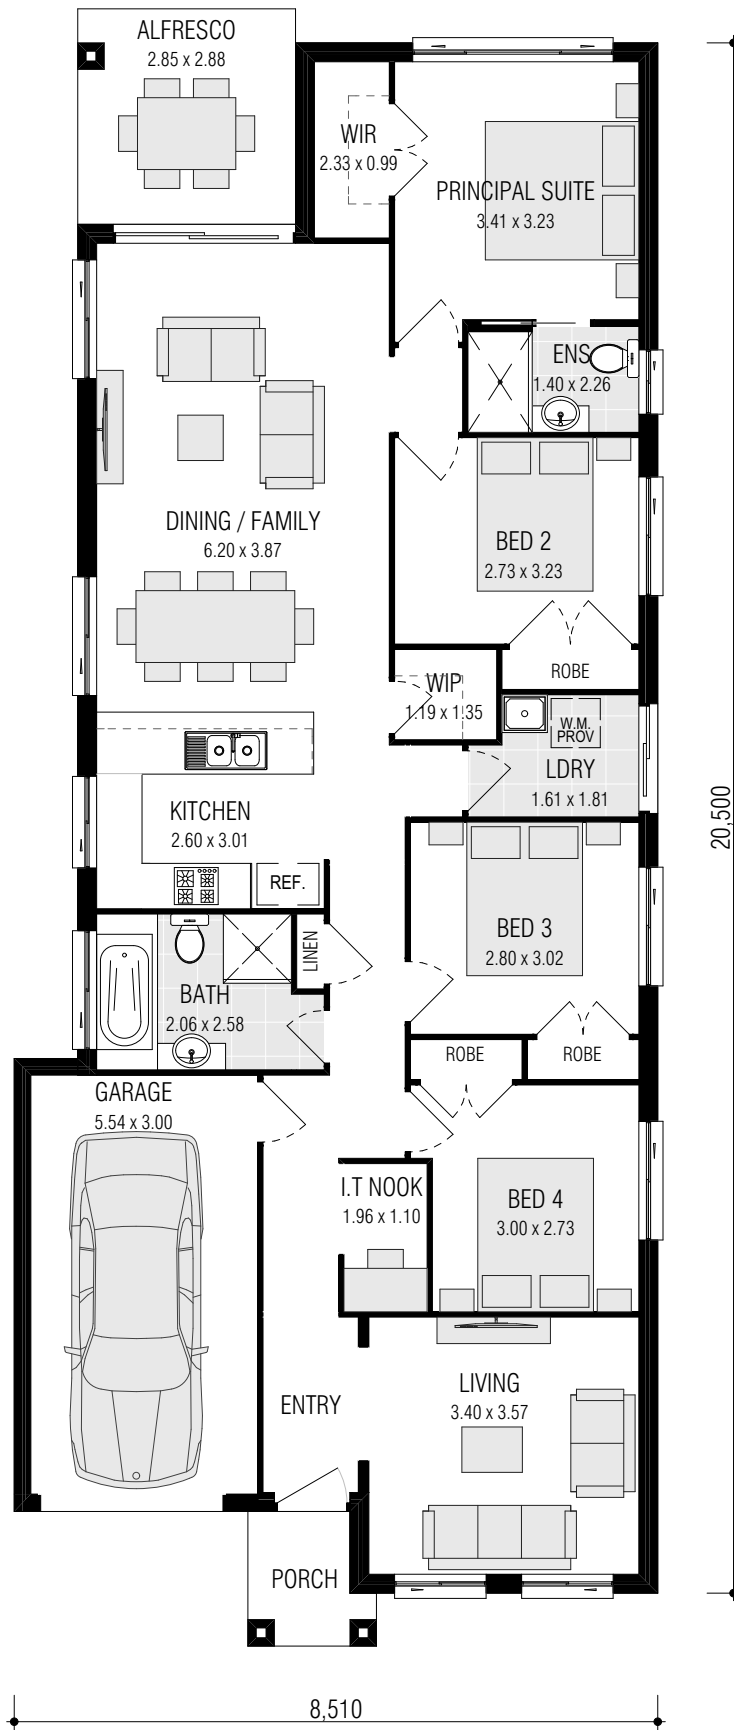 ALFRESCO
2.85 x 2.88
WIR
2.33 x 0.99
PRINCIPAL SUITE
3.41 x 3.23
ENS
1.40 x 2.26
DINING / FAMILY
6.20 x 3.87
BED 2
2.73 x 3.23
ROBE
WIP
1.19 x 1.35
W.M.
PROV
LDRY
1.61 x 1.81
KITCHEN
2.60 x 3.01
REF.
20,500
LINEN
BED 3
2.80 x 3.02
BATH
2.06 x 2.58
ROBE
ROBE
GARAGE
5.54 x 3.00
I.T NOOK
1.96 x 1.10
BED 4
3.00 x 2.73
LIVING
3.40 x 3.57
ENTRY
PORCH
8,510